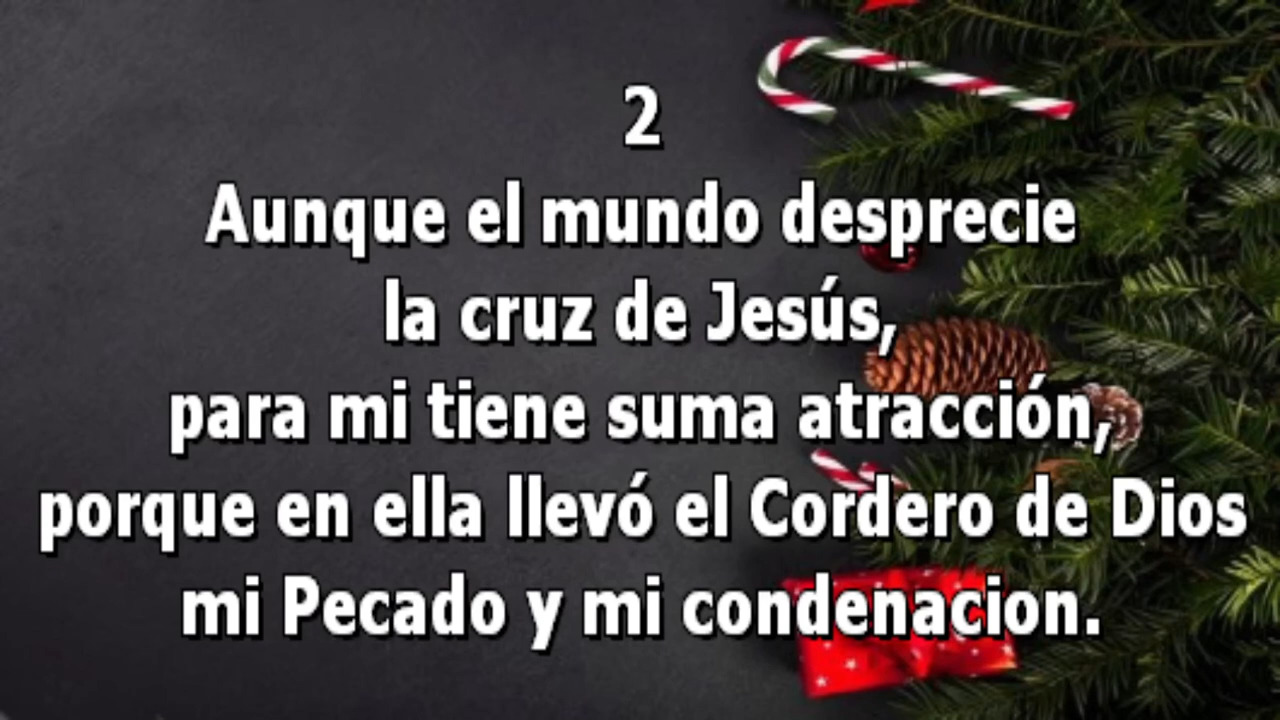 2
Aunque el mundo desprecie
la cruz de Jesús,
para mi tiene suma atracción,
porque en ella llevó el Cordero de Dios
mi Pecado y mi condenacion.